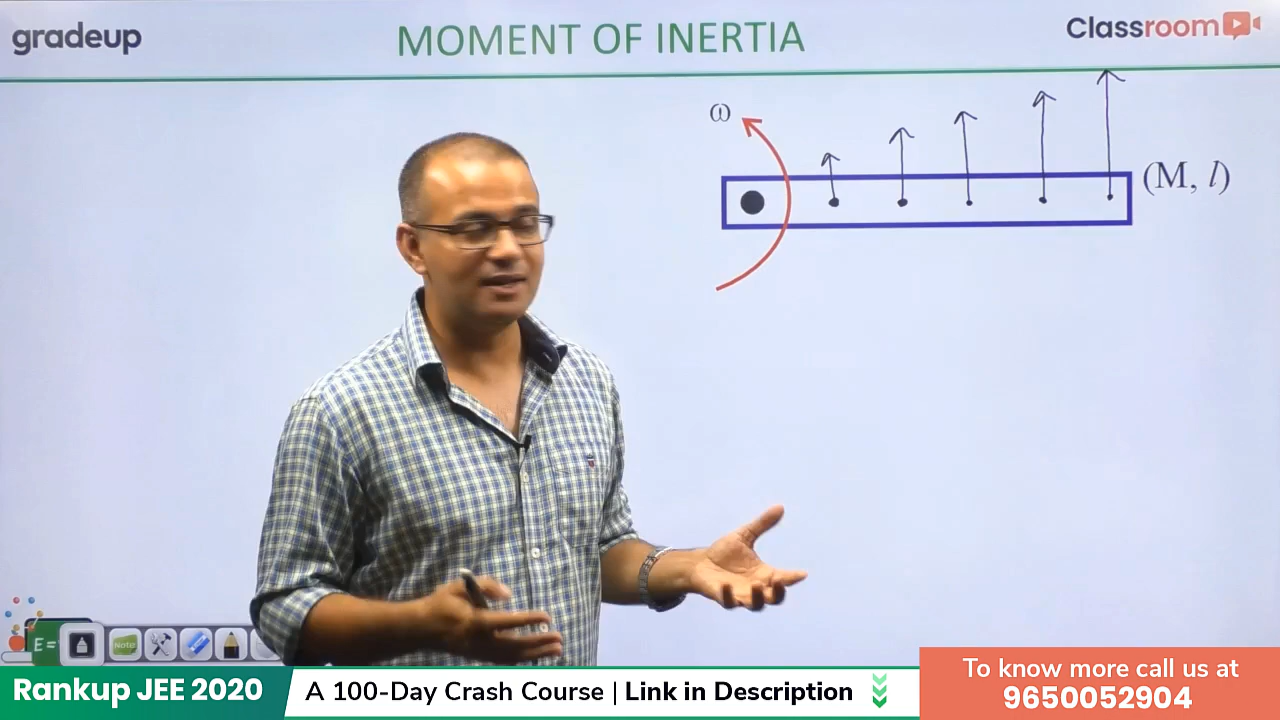 gradeup
MOMENT OF INERTIA
Classroom
ω
(M, l)
E=
Note
Rankup JEE 2020
A 100-Day Crash Course | Link in Description
To know more call us at
9650052904